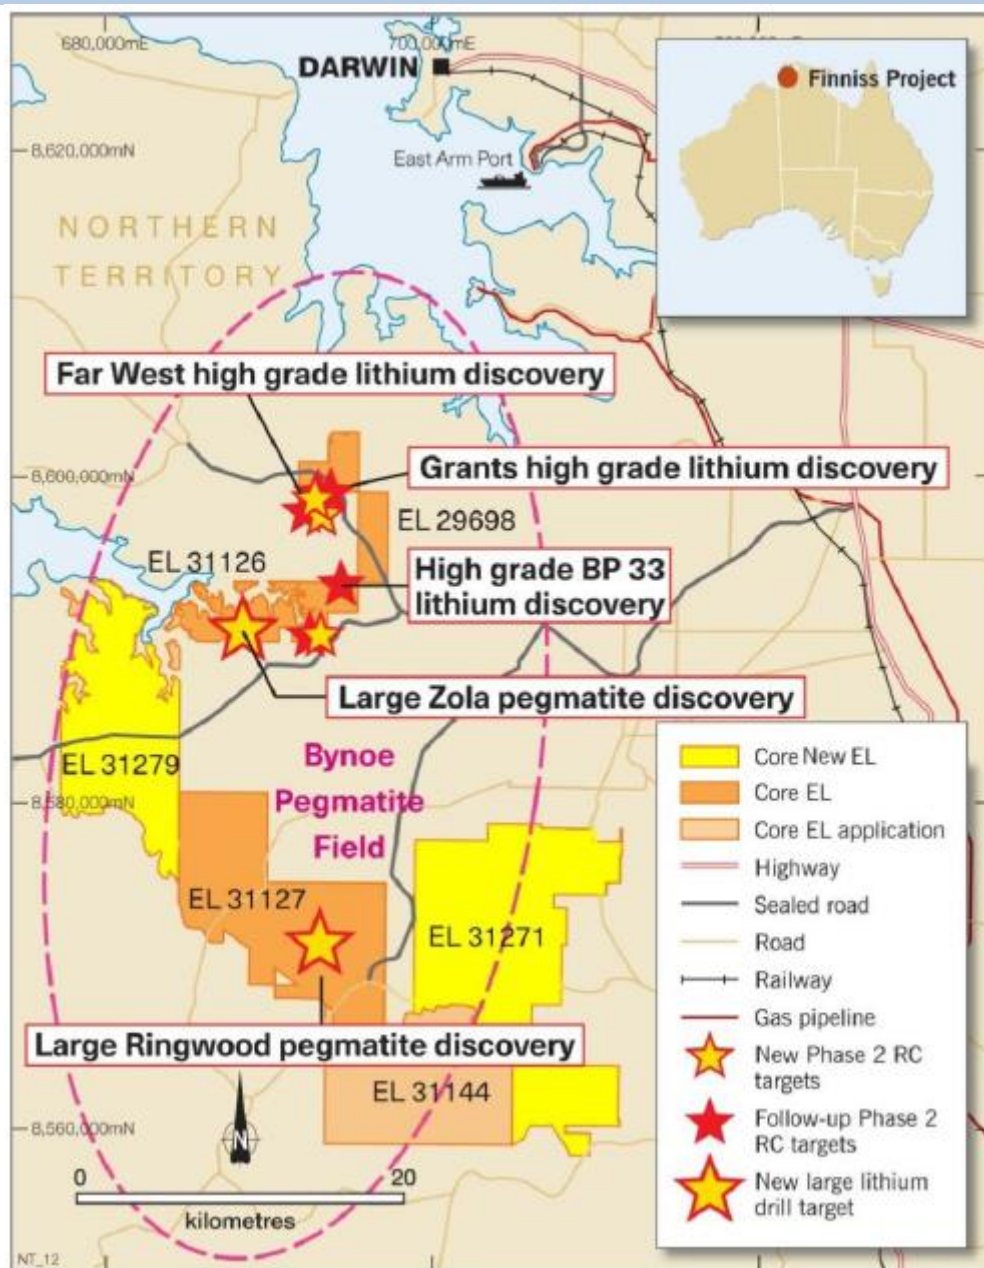 680,000mE
700,000mE
DARWIN
Finniss Project
8,620,000mN
East Arm Port
NORTHERN
TERRITORY
Far West high grade lithium discovery
8,600,000mN
Grants high grade lithium discovery
EL 29698
EL 31126
High grade BP 33
lithium discovery
Large Zola pegmatite discovery
EL 31279
Bynoe
Pegmatite
Field
8,580,000mN
EL 31127
EL 31271
Large Ringwood pegmatite discovery
EL 31144
8,560,000mN
N
0 20
kilometres
NT_12
Core New EL
Core EL
Core EL application
Highway
Sealed road
Road
Railway
Gas pipeline
New Phase 2 RC
targets
Follow-up Phase 2
RC targets
New large lithium
drill target